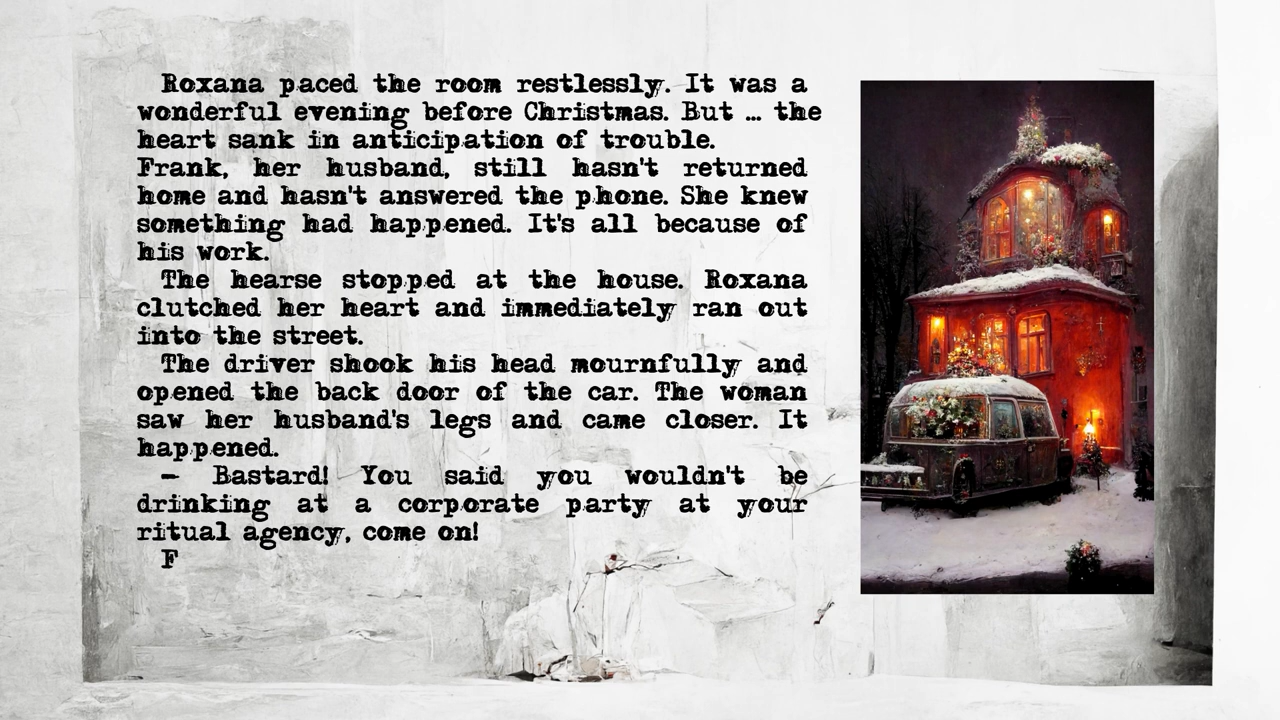 Roxana paced the room restlessly. It was a
wonderful evening before Christmas. But ... the
heart sank in anticipation of trouble.
Frank, her husband, still hasn't returned
home and hasn't answered the phone. She knew
something had happened. It's all because of
his work.
The hearse stopped at the house. Roxana
clutched her heart and immediately ran out
into the street.
The driver shook his head mournfully and
opened the back door of the car. The woman
saw her husband's legs and came closer. It
happened.
— Bastard! You said you wouldn't be
drinking at a corporate party at your
ritual agency, come on!
F